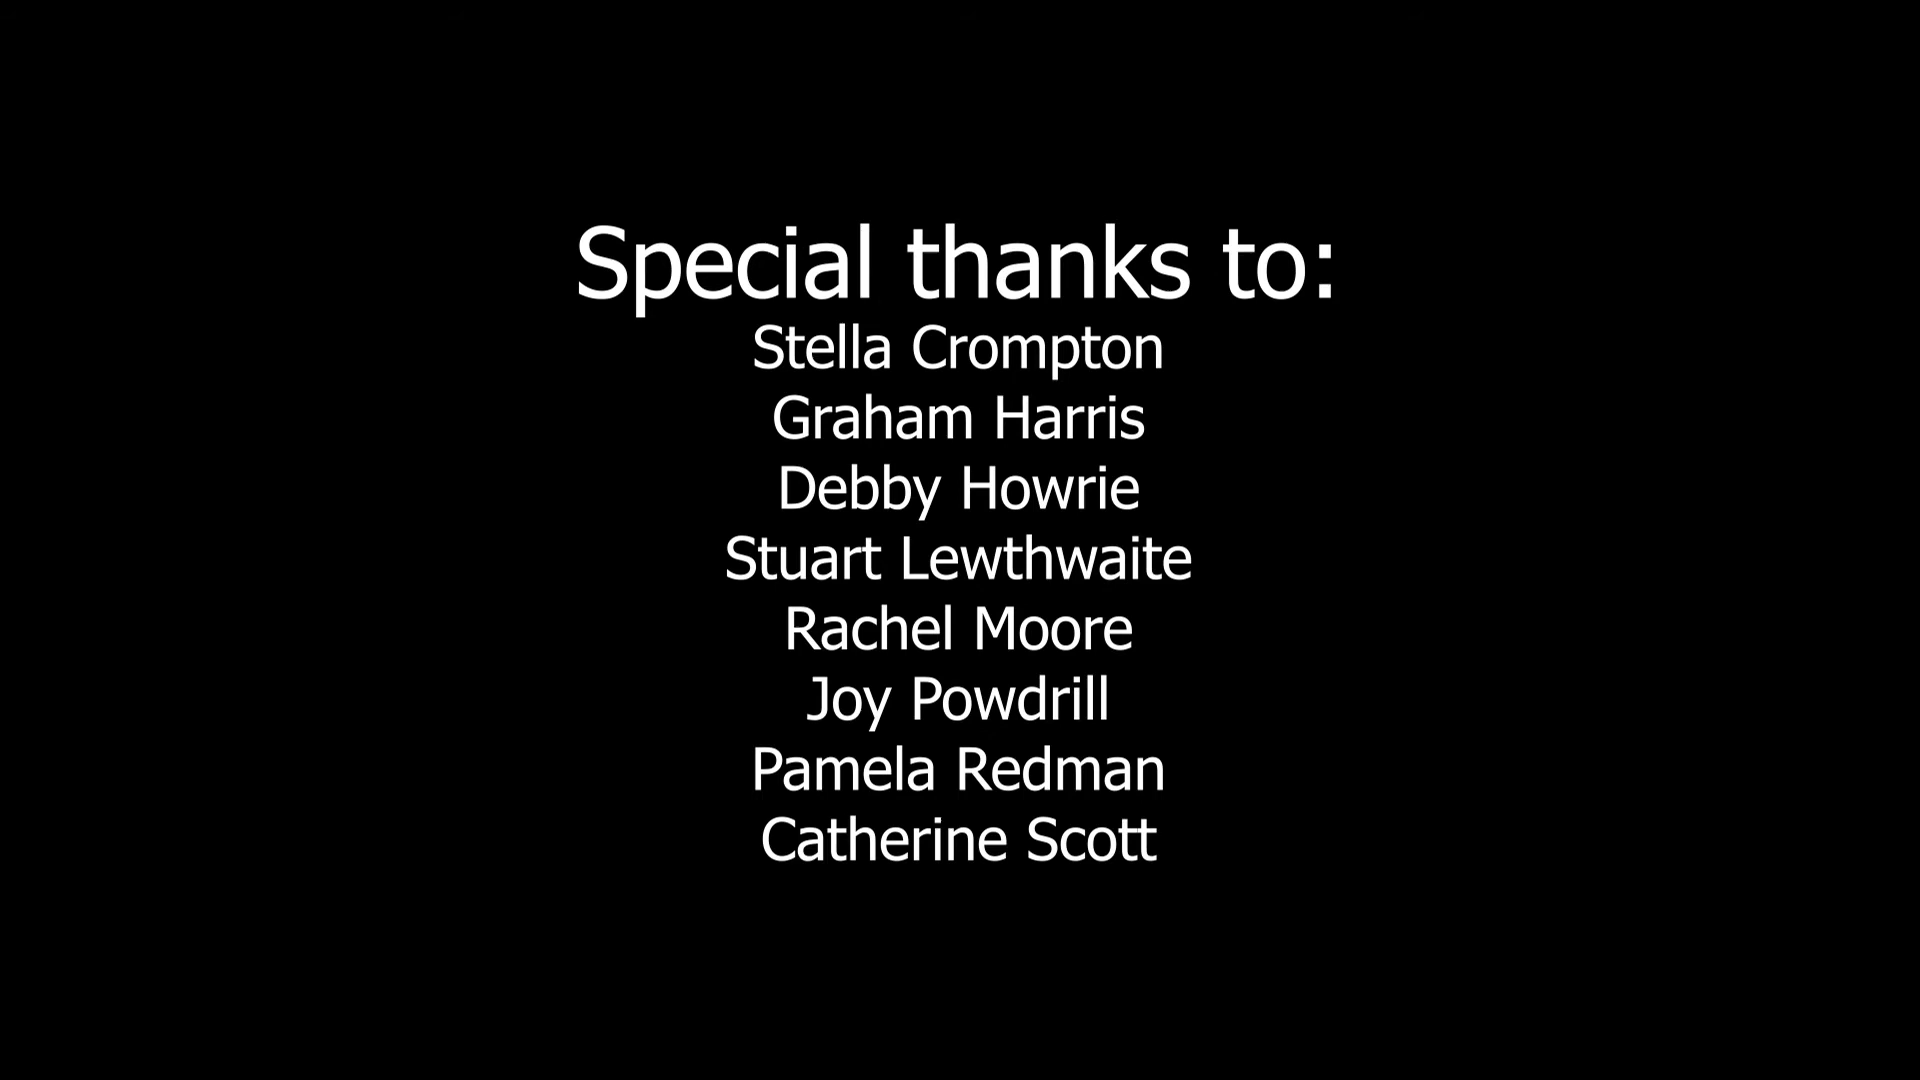 Special thanks to:
Stella Crompton
Graham Harris
Debby Howrie
Stuart Lewthwaite
Rachel Moore
Joy Powdrill
Pamela Redman
Catherine Scott